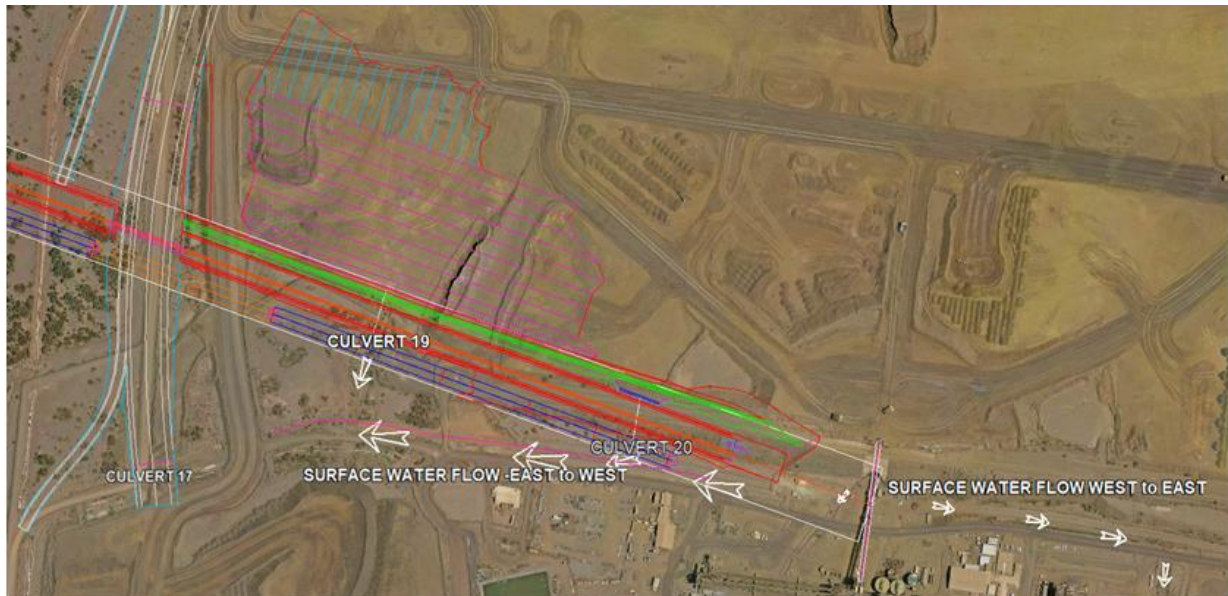 CULVERT 19
CULVERT 20
CULVERT 17
SURFACE WATER FLOW -EAST to WEST
SURFACE WATER FLOW WEST to EAST